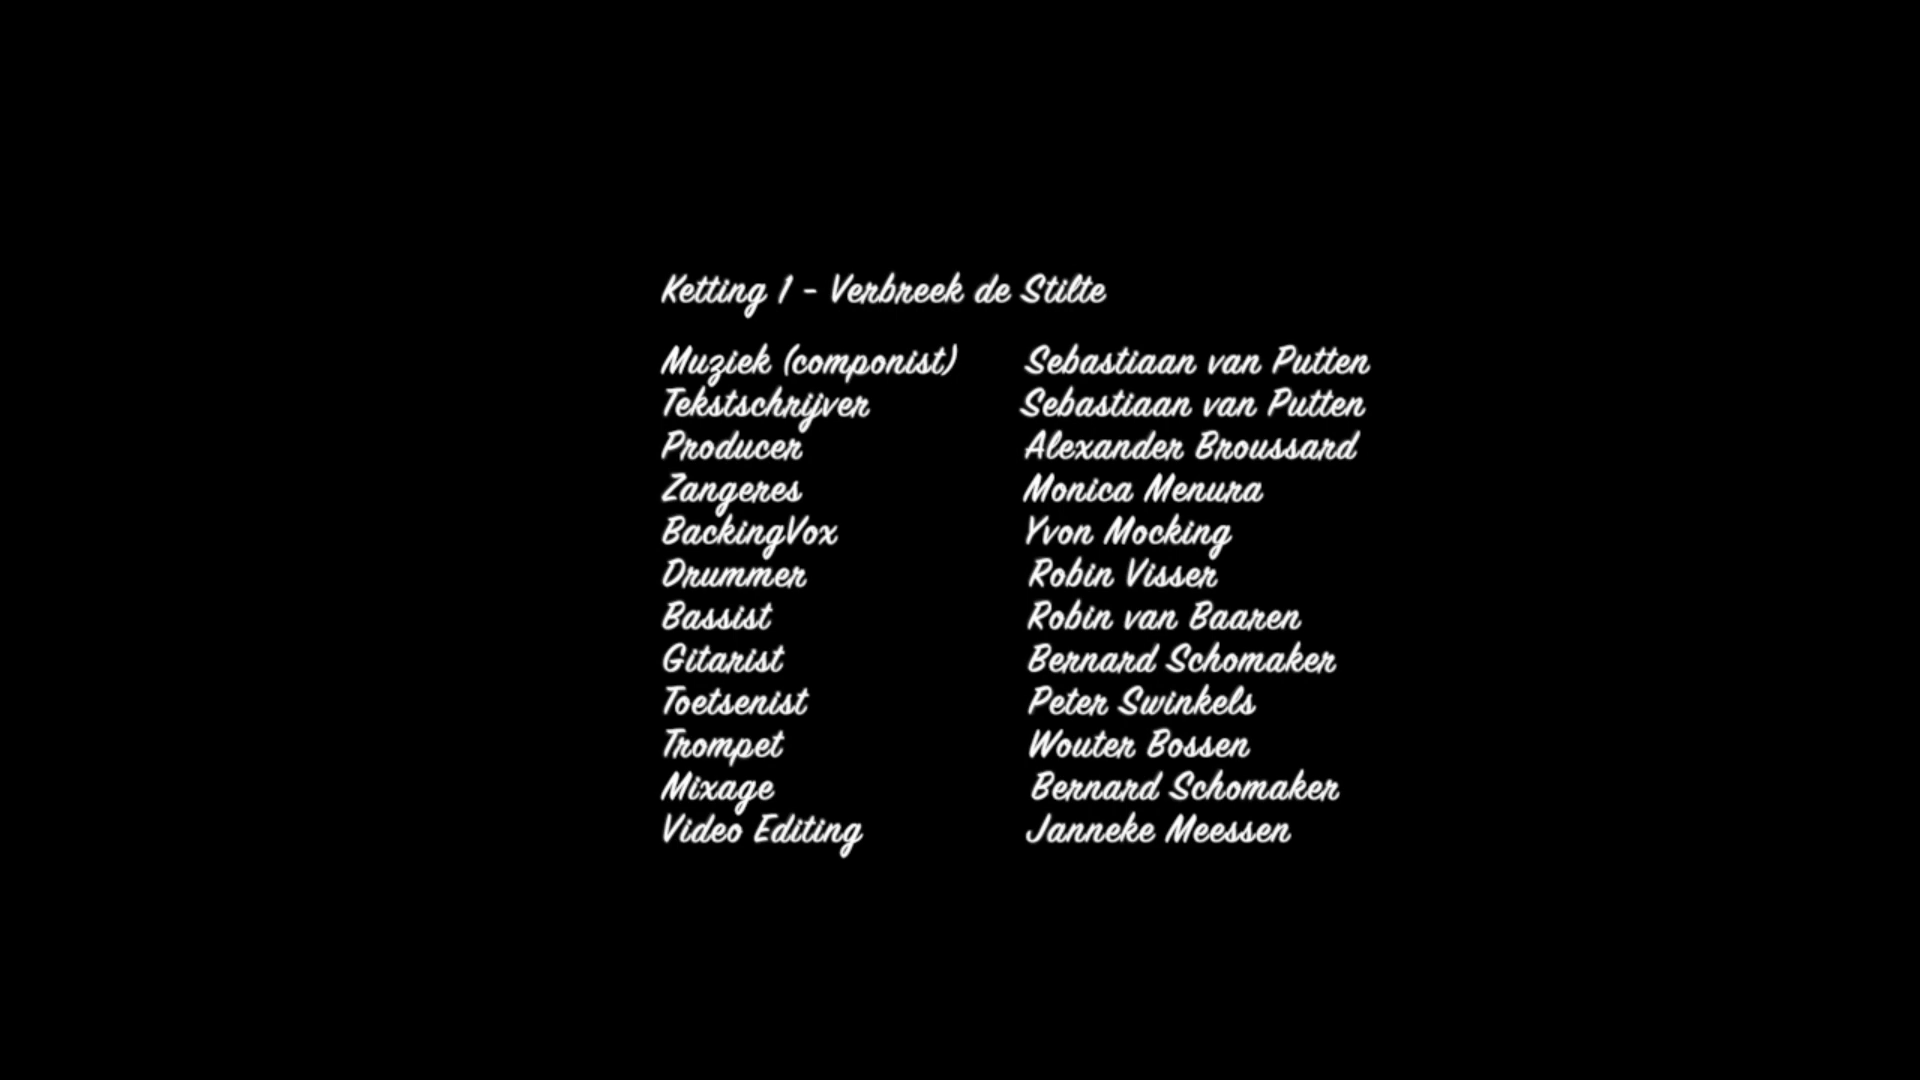 Ketting 1 - Verbreek de Stilte
Muziek (componist) Sebastiaan van Putten
Tekstschrijver Sebastiaan van Putten
Producer Alexander Broussard
Zangeres Monica Menura
BackingVox Yvon Mocking
Drummer Robin Visser
Bassist Robin van Baaren
Gitarist Bernard Schomaker
Toetsenist Peter Swinkels
Trompet Wouter Bossen
Mixage Bernard Schomaker
Video Editing Janneke Meessen